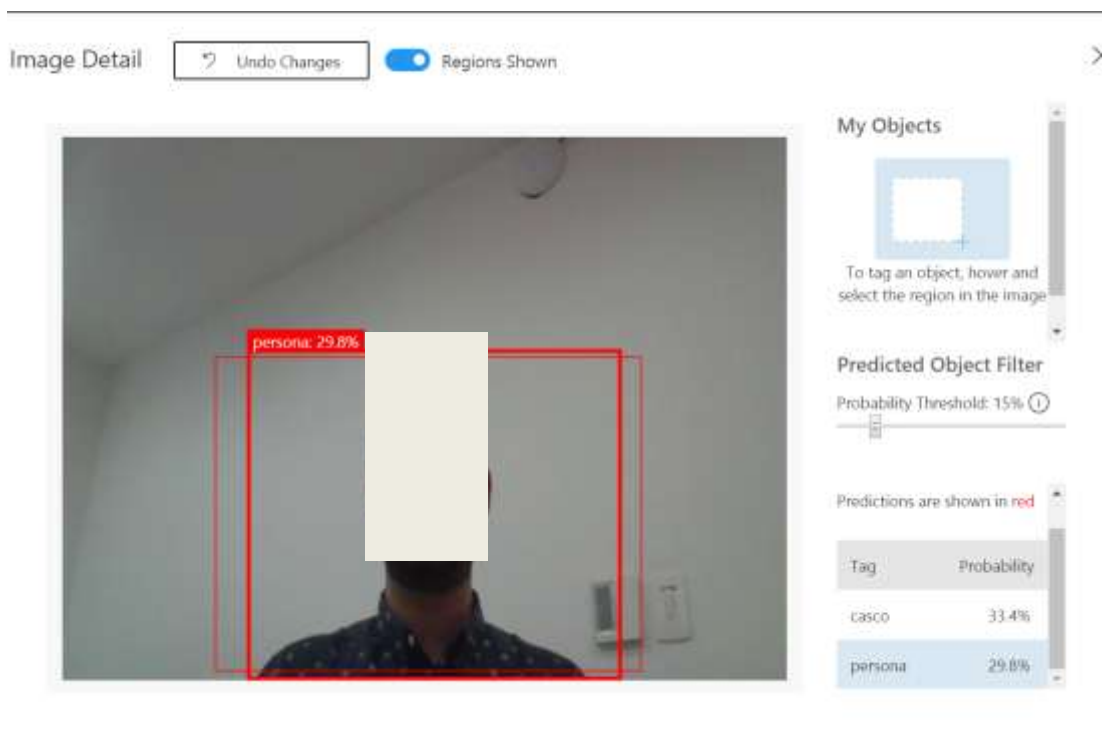 Image Detail
Undo Changes
Regions Shown
My Objects
To tag an object, hover and
select the region in the image
persona: 29.8%
Predicted Object Filter
Probability Threshold: 15%
Predictions are shown in red
Tag Probability
casco 33.4%
persona 29.8%